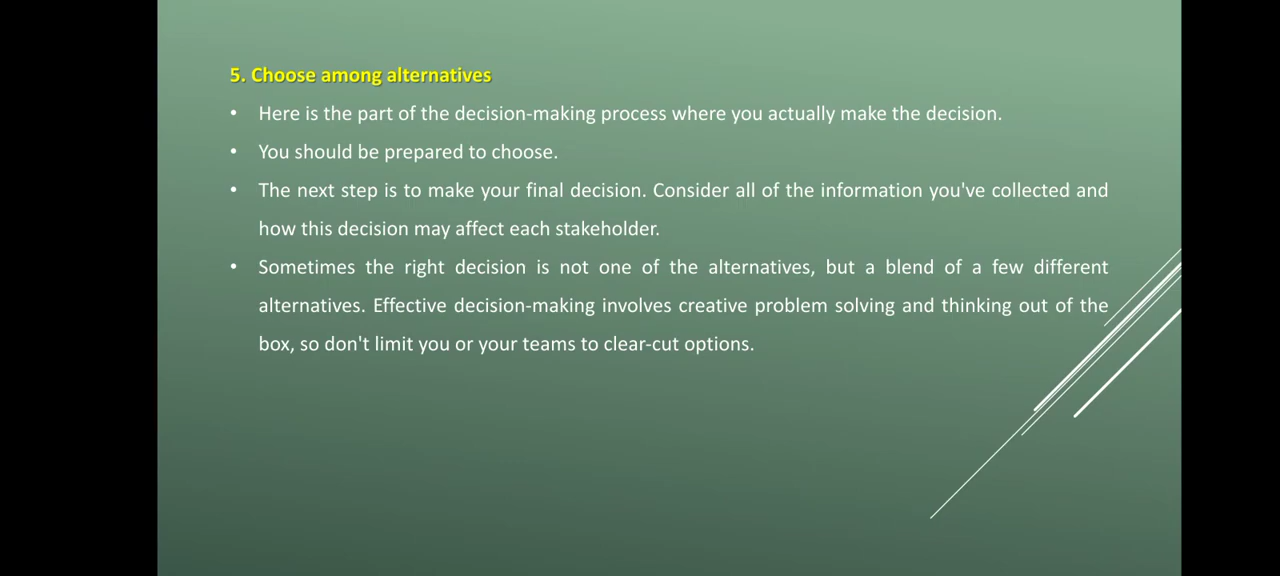 5. Choose among alternatives
• Here is the part of the decision-making process where you actually make the decision.
• You should be prepared to choose.
• The next step is to make your final decision. Consider all of the information you've collected and
how this decision may affect each stakeholder.
• Sometimes the right decision is not one of the alternatives, but a blend of a few different
alternatives. Effective decision-making involves creative problem solving and thinking out of the
box, so don't limit you or your teams to clear-cut options.